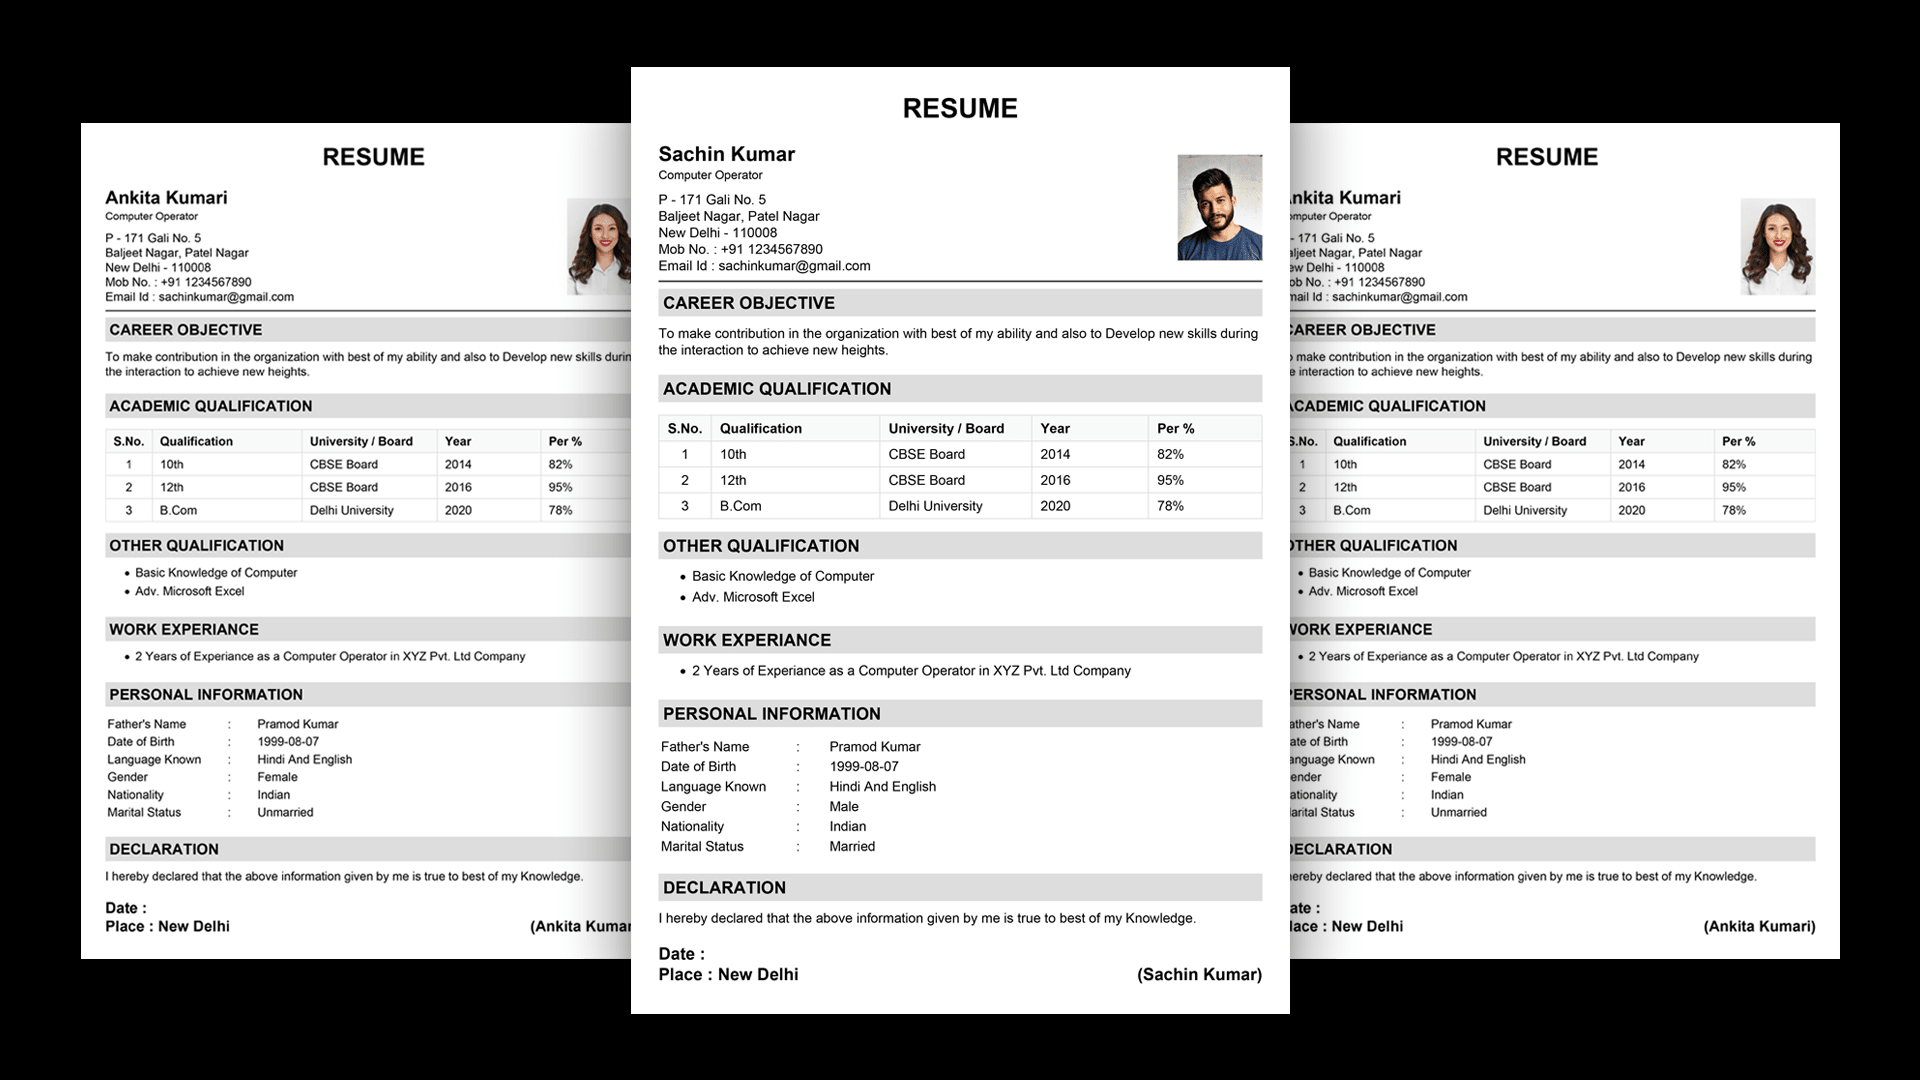 RESUME
Ankita Kumari
Computer Operator
P - 171 Gali No. 5
Baljeet Nagar, Patel Nagar
New Delhi - 110008
Mob No. : +91 1234567890
Email Id : sachinkumar@gmail.com
CAREER OBJECTIVE
To make contribution in the organization with best of my ability and also to Develop new skills durin
the interaction to achieve new heights.
ACADEMIC QUALIFICATION
S.No. Qualification University / Board Year Per %
1 10th CBSE Board 2014 82%
2 12th CBSE Board 2016 95%
3 B.Com Delhi University 2020 78%
OTHER QUALIFICATION
• Basic Knowledge of Computer
• Adv. Microsoft Excel
WORK EXPERIANCE
• 2 Years of Experiance as a Computer Operator in XYZ Pvt. Ltd Company
PERSONAL INFORMATION
Father's Name : Pramod Kumar
Date of Birth : 1999-08-07
Language Known : Hindi And English
Gender : Female
Nationality : Indian
Marital Status : Unmarried
DECLARATION
I hereby declared that the above information given by me is true to best of my Knowledge.
Date :
Place : New Delhi (Ankita Kumar
RESUME
Sachin Kumar
Computer Operator
P - 171 Gali No. 5
Baljeet Nagar, Patel Nagar
New Delhi - 110008
Mob No. : +91 1234567890
Email Id : sachinkumar@gmail.com
CAREER OBJECTIVE
To make contribution in the organization with best of my ability and also to Develop new skills during
the interaction to achieve new heights.
ACADEMIC QUALIFICATION
S.No. Qualification University / Board Year Per %
1 10th CBSE Board 2014 82%
2 12th CBSE Board 2016 95%
3 B.Com Delhi University 2020 78%
OTHER QUALIFICATION
• Basic Knowledge of Computer
• Adv. Microsoft Excel
WORK EXPERIANCE
• 2 Years of Experiance as a Computer Operator in XYZ Pvt. Ltd Company
PERSONAL INFORMATION
Father's Name : Pramod Kumar
Date of Birth : 1999-08-07
Language Known : Hindi And English
Gender : Male
Nationality : Indian
Marital Status : Married
DECLARATION
I hereby declared that the above information given by me is true to best of my Knowledge.
Date :
Place : New Delhi (Sachin Kumar)
RESUME
nkita Kumari
mputer Operator
- 171 Gali No. 5
aljeet Nagar, Patel Nagar
ew Delhi - 110008
ob No. : +91 1234567890
mail Id : sachinkumar@gmail.com
CAREER OBJECTIVE
o make contribution in the organization with best of my ability and also to Develop new skills during
e interaction to achieve new heights.
ACADEMIC QUALIFICATION
S.No. Qualification University / Board Year Per %
1 10th CBSE Board 2014 82%
2 12th CBSE Board 2016 95%
3 B.Com Delhi University 2020 78%
OTHER QUALIFICATION
• Basic Knowledge of Computer
• Adv. Microsoft Excel
WORK EXPERIANCE
• 2 Years of Experiance as a Computer Operator in XYZ Pvt. Ltd Company
PERSONAL INFORMATION
ather's Name : Pramod Kumar
ate of Birth : 1999-08-07
anguage Known : Hindi And English
ender : Female
ationality : Indian
arital Status : Unmarried
DECLARATION
ereby declared that the above information given by me is true to best of my Knowledge.
ate :
lace : New Delhi (Ankita Kumari)